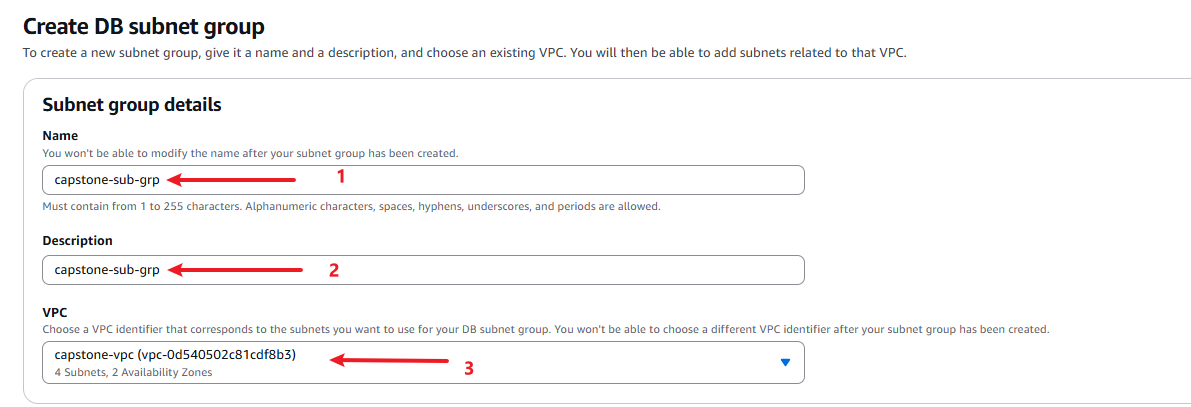 Create DB subnet group
To create a new subnet group, give it a name and a description, and choose an existing VPC. You will then be able to add subnets related to that VPC.
Subnet group details
Name
You won't be able to modify the name after your subnet group has been created.
capstone-sub-grp 1
Must contain from 1 to 255 characters. Alphanumeric characters, spaces, hyphens, underscores, and periods are allowed.
Description
capstone-sub-grp 2
VPC
Choose a VPC identifier that corresponds to the subnets you want to use for your DB subnet group. You won't be able to choose a different VPC identifier after your subnet group has been created.
capstone-vpc (vpc-0d540502c81cdf8b3) 3
4 Subnets, 2 Availability Zones